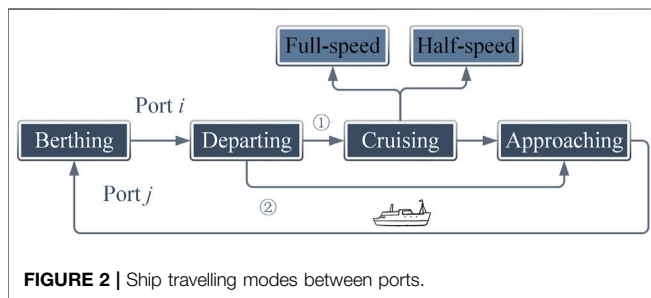 Full-speed
Half-speed
Port i
①
Berthing
Departing
Cruising
Approaching
Port j
②
FIGURE 2 | Ship travelling modes between ports.